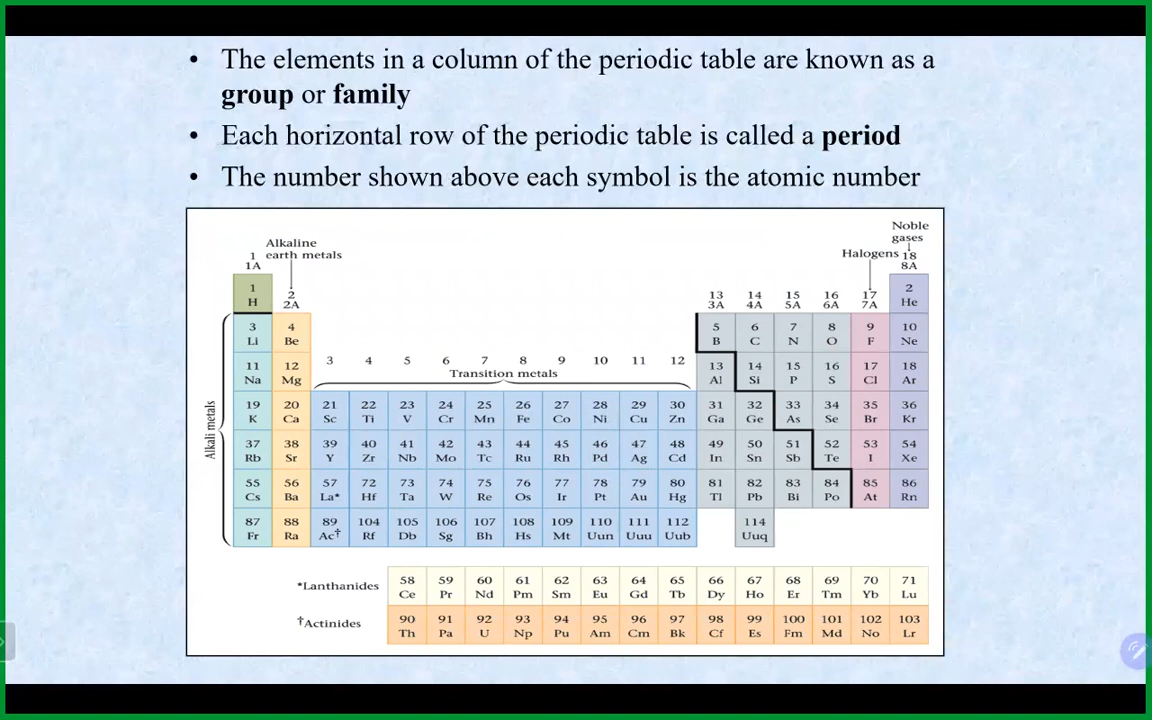 • The elements in a column of the periodic table are known as a
group or family
• Each horizontal row of the periodic table is called a period
• The number shown above each symbol is the atomic number
Noble
gases
Alkaline
earth metals
Halogens
1 18
1A 8A
1 2
H He
2 13 14 15 16 17
2A 3A 4A 5A 6A 7A
3 4 5 6 7 8 9 10
Li Be B C N O F Ne
3 4 5 6 7 8 9 10 11 12
Transition metals
11 12 13 14 15 16 17 18
Na Mg Al Si P S Cl Ar
Alkali metals
19 20 21 22 23 24 25 26 27 28 29 30 31 32 33 34 35 36
K Ca Sc Ti V Cr Mn Fe Co Ni Cu Zn Ga Ge As Se Br Kr
37 38 39 40 41 42 43 44 45 46 47 48 49 50 51 52 53 54
Rb Sr Y Zr Nb Mo Tc Ru Rh Pd Ag Cd In Sn Sb Te I Xe
55 56 57 72 73 74 75 76 77 78 79 80 81 82 83 84 85 86
Cs Ba La* Hf Ta W Re Os Ir Pt Au Hg Tl Pb Bi Po At Rn
87 88 89 104 105 106 107 108 109 110 111 112 114
Fr Ra Ac† Rf Db Sg Bh Hs Mt Uun Uuu Uub Uuq
*Lanthanides
58 59 60 61 62 63 64 65 66 67 68 69 70 71
Ce Pr Nd Pm Sm Eu Gd Tb Dy Ho Er Tm Yb Lu
†Actinides
90 91 92 93 94 95 96 97 98 99 100 101 102 103
Th Pa U Np Pu Am Cm Bk Cf Es Fm Md No Lr